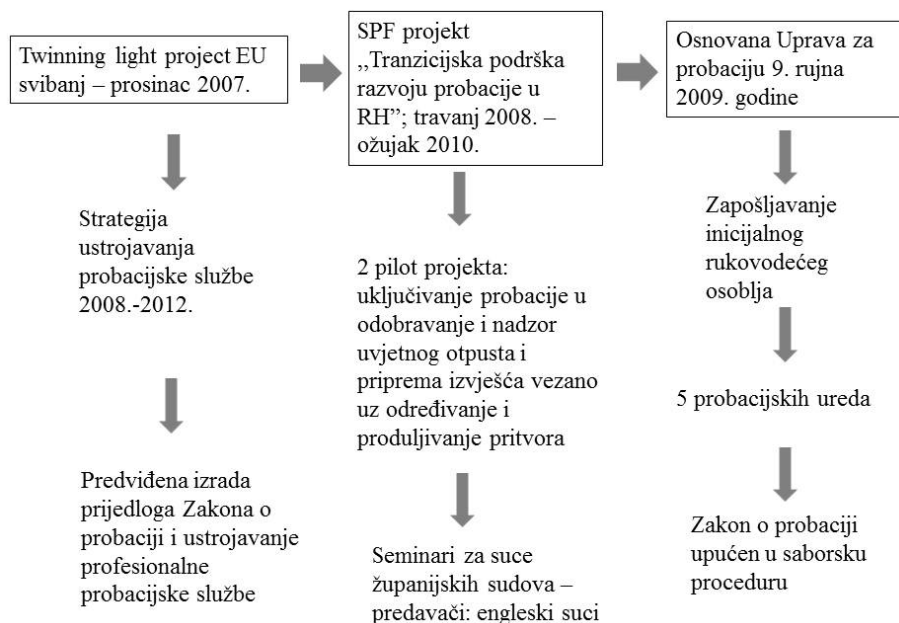 Twinning light project EU
svibanj – prosinac 2007.
Strategija
ustrojavanja
probacijske službe
2008.-2012.
Predviđena izrada
prijedloga Zakona o
probaciji i ustrojavanje
profesionalne
probacijske službe
SPF projekt
„Tranzicijska podrška
razvoju probacije u
RH”; travanj 2008. –
ožujak 2010.
2 pilot projekta:
uključivanje probacije u
odobravanje i nadzor
uvjetnog otpusta i
priprema izvješća vezano
uz određivanje i
produljivanje pritvora
Seminari za suce
županijskih sudova –
predavači: engleski suci
Osnovana Uprava za
probaciju 9. rujna
2009. godine
Zapošljavanje
inicijalnog
rukovodećeg
osoblja
5 probacijskih ureda
Zakon o probaciji
upućen u saborsku
proceduru